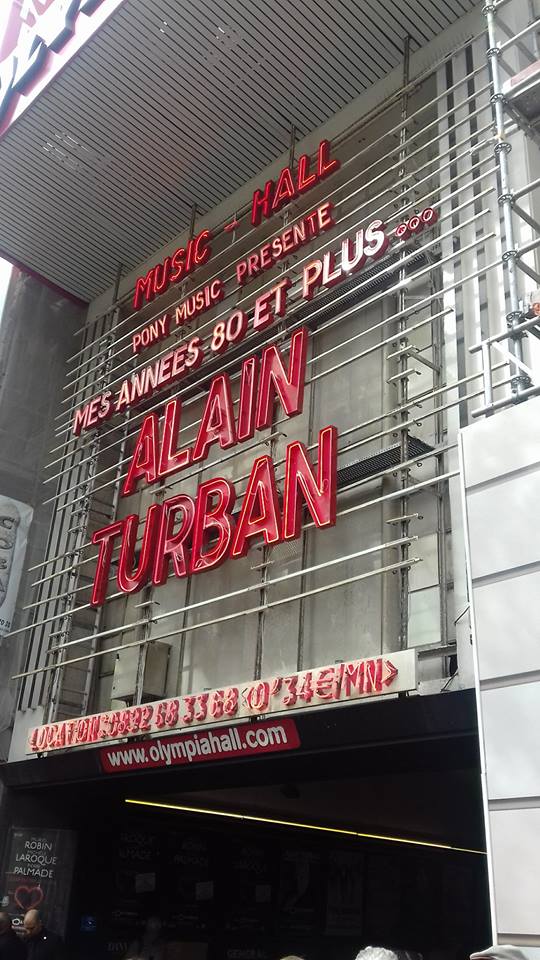 MUSIC - HALL
PONY MUSIC PRESENTE
MES ANNEES 80 ET PLUS ...
ALAIN
TURBAN
LOCATION:0892 68 33 68 <0'34€/MN>
www.olympiahall.com
ROBIN
LAROQUE
PALMADE